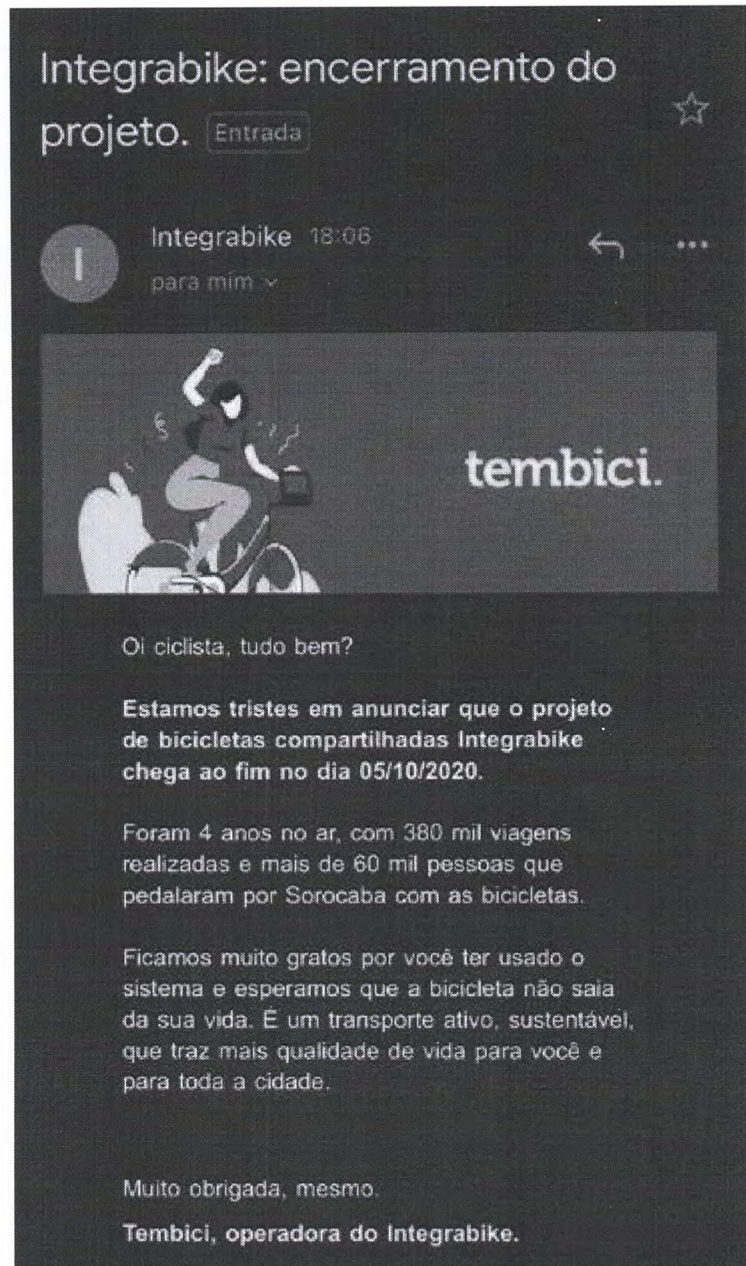 Integrabike: encerramento do
projeto. Entrada
I
Integrabike 18:06
para mim
tembici.
Oi ciclista, tudo bem?
Estamos tristes em anunciar que o projeto
de bicicletas compartilhadas Integrabike
chega ao fim no dia 05/10/2020.
Foram 4 anos no ar, com 380 mil viagens
realizadas e mais de 60 mil pessoas que
pedalaram por Sorocaba com as bicicletas.
Ficamos muito gratos por você ter usado o
sistema e esperamos que a bicicleta não saia
da sua vida. É um transporte ativo, sustentável,
que traz mais qualidade de vida para você e
para toda a cidade.
Muito obrigada, mesmo.
Tembici, operadora do Integrabike.